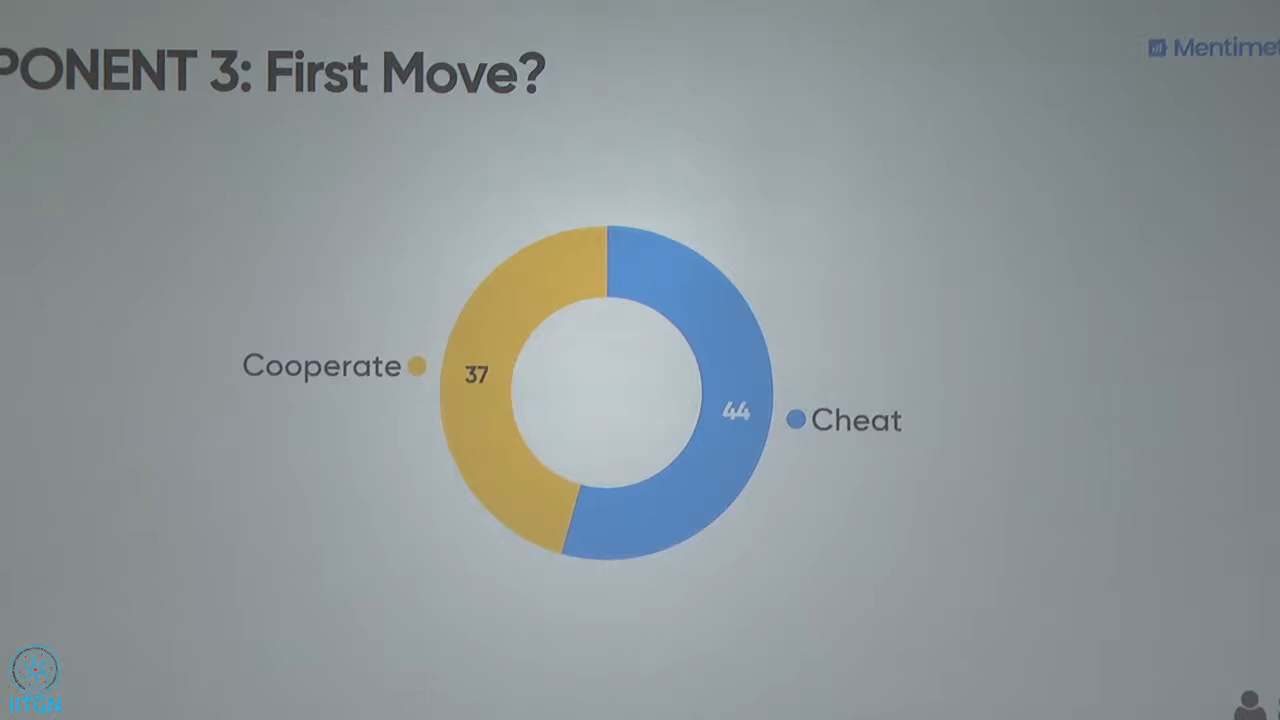 PONENT 3: First Move?
Mentimet
Cooperate
37
44
Cheat
IITGN